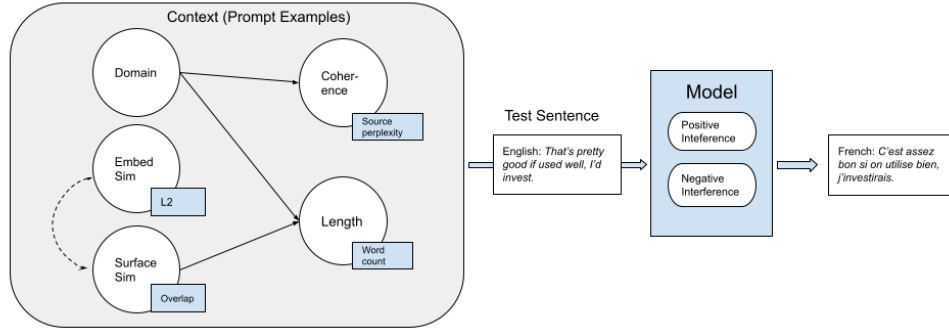 Context (Prompt Examples)
Domain
Coher-
ence
Source
perplexity
Embed
Sim
L2
Surface
Sim
Overlap
Length
Word
count
Test Sentence
English: That's pretty
good if used well, I'd
invest.
Model
Positive
Inteference
Negative
Interference
French: C'est assez
bon si on utilise bien,
j'investirais.